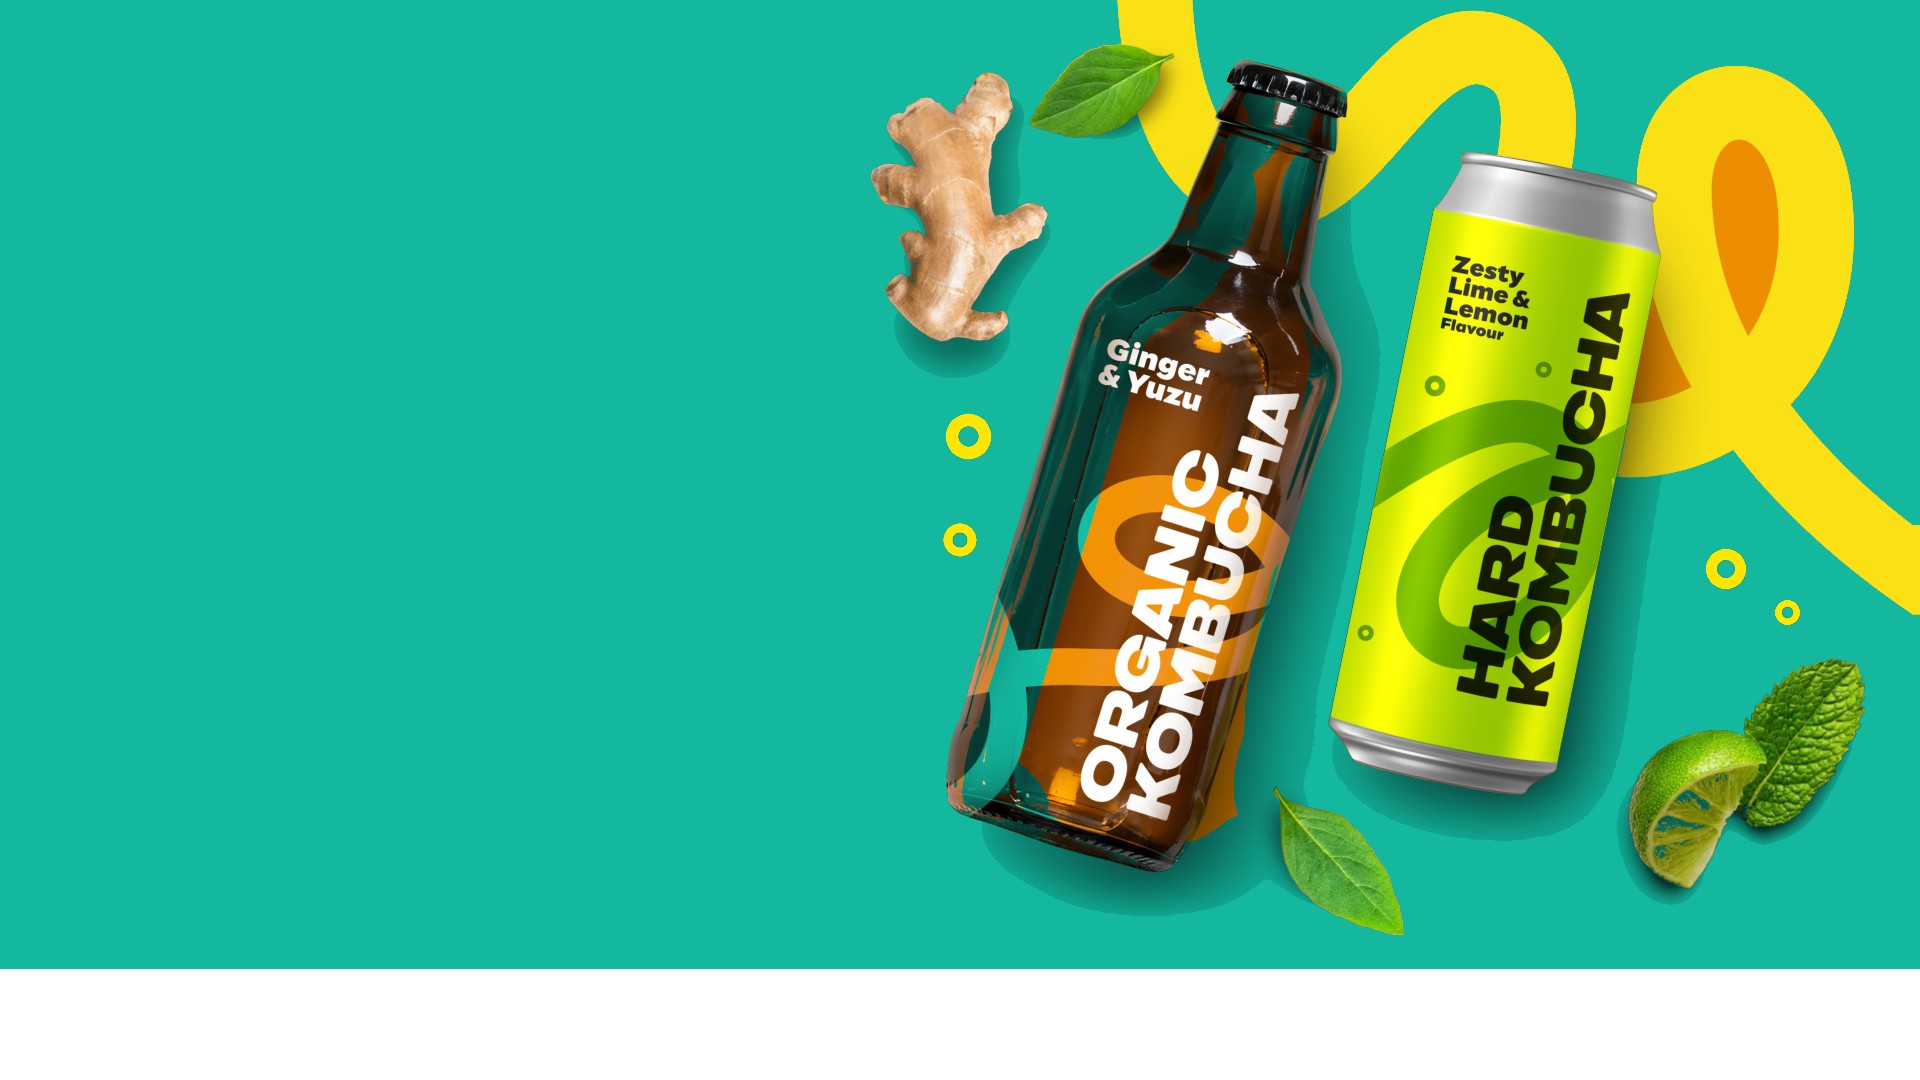 Ginger
& Yuzu
ORGANIC
KOMBUCHA
Zesty
Lime &
Lemon
Flavour
HARD
KOMBUCHA